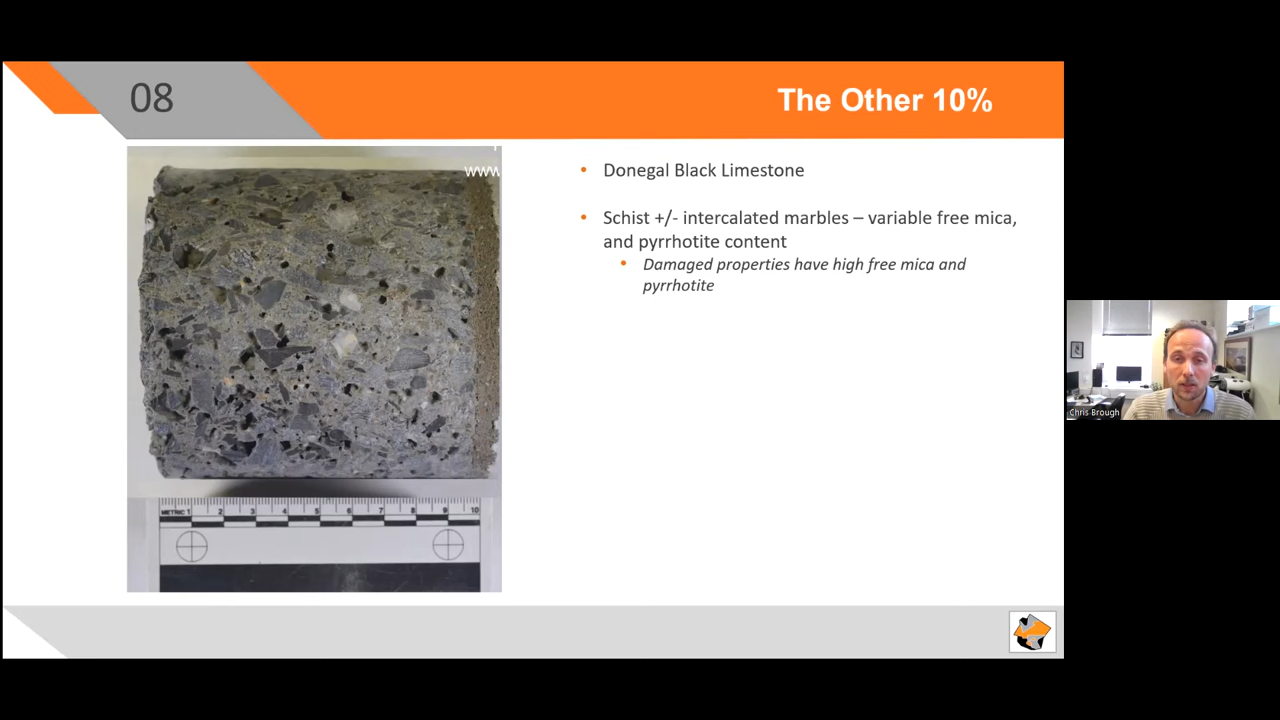 08
The Other 10%
www
• Donegal Black Limestone
• Schist +/- intercalated marbles – variable free mica,
and pyrrhotite content
• Damaged properties have high free mica and
pyrrhotite
METRIC 1 2 3 4 5 6 7 8 9 10
Chris Brough